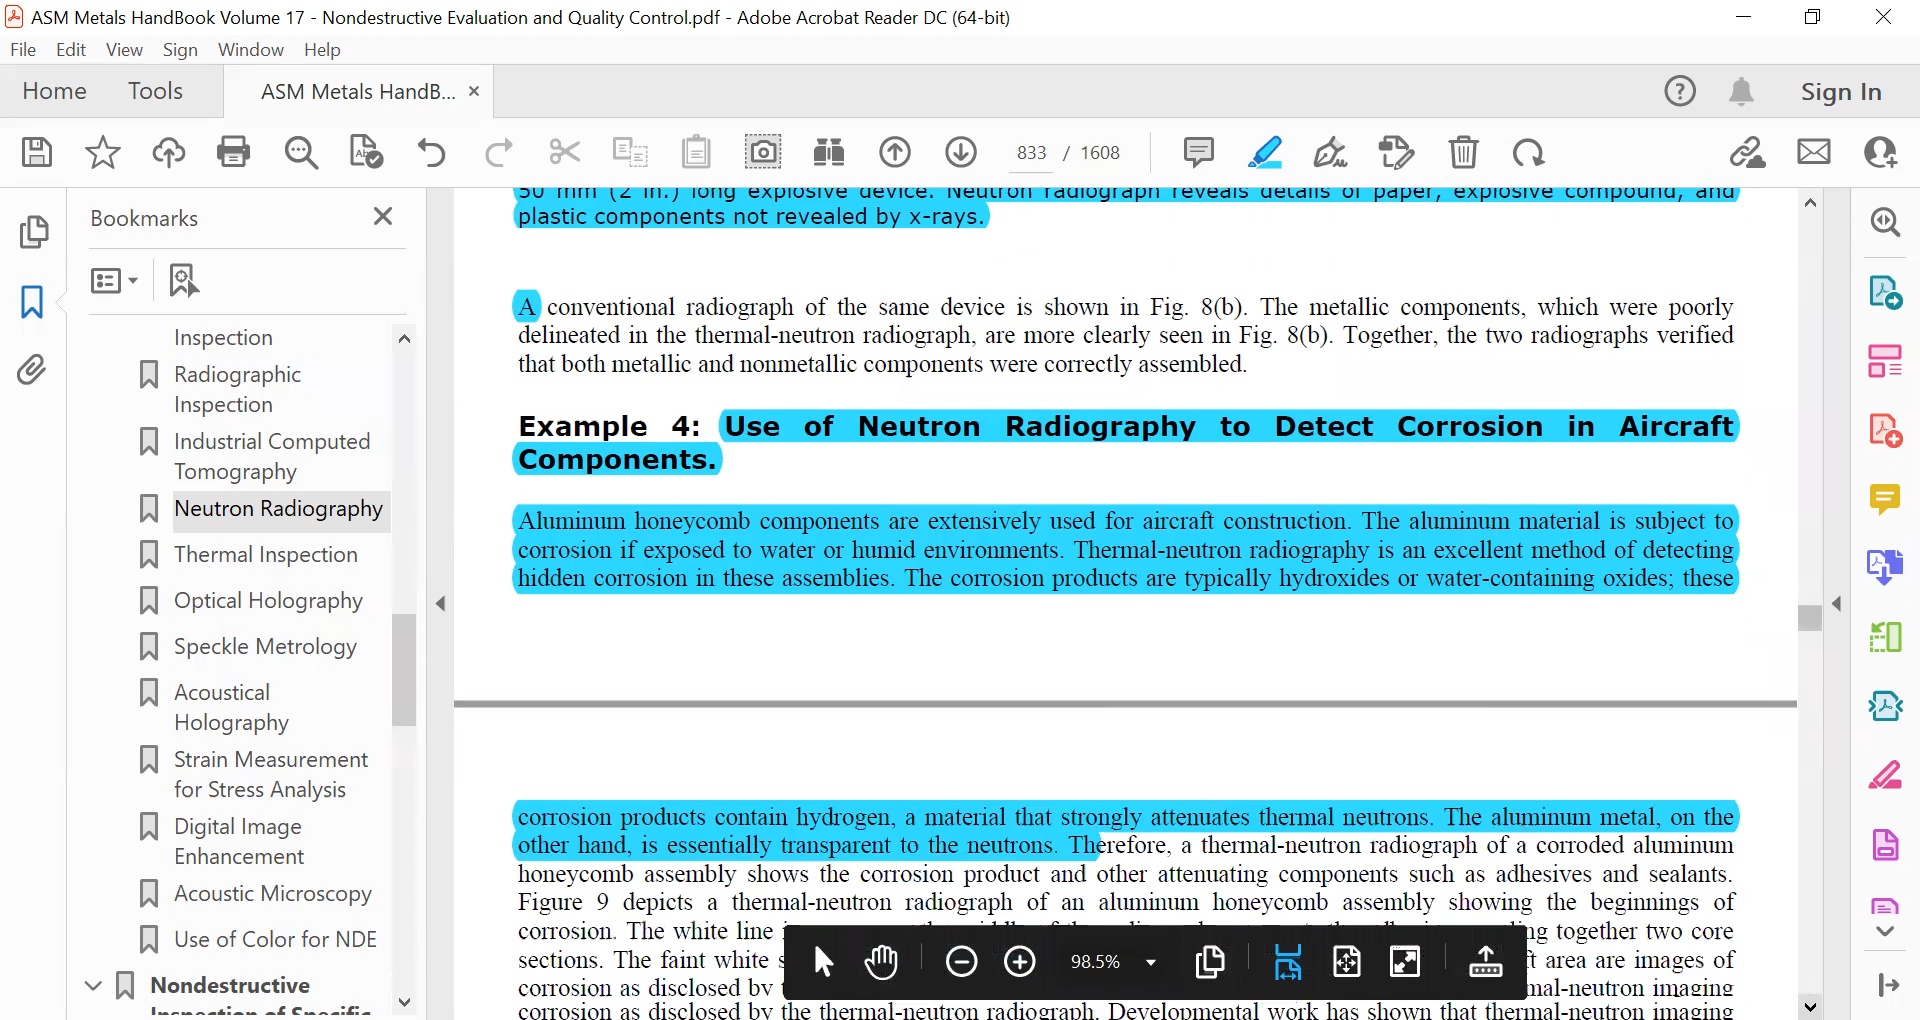 ASM Metals HandBook Volume 17 - Nondestructive Evaluation and Quality Control.pdf - Adobe Acrobat Reader DC (64-bit)
File Edit View Sign Window Help
Home Tools ASM Metals HandB... × Sign In
833 / 1608
Bookmarks
Inspection
Radiographic
Inspection
Industrial Computed
Tomography
Neutron Radiography
Thermal Inspection
Optical Holography
Speckle Metrology
Acoustical
Holography
Strain Measurement
for Stress Analysis
Digital Image
Enhancement
Acoustic Microscopy
Use of Color for NDE
Nondestructive
Inspection of Specific
50 mm (2 in.) long explosive device. Neutron radiograph reveals details of paper, explosive compound, and
plastic components not revealed by x-rays.
A conventional radiograph of the same device is shown in Fig. 8(b). The metallic components, which were poorly
delineated in the thermal-neutron radiograph, are more clearly seen in Fig. 8(b). Together, the two radiographs verified
that both metallic and nonmetallic components were correctly assembled.
Example 4: Use of Neutron Radiography to Detect Corrosion in Aircraft
Components.
Aluminum honeycomb components are extensively used for aircraft construction. The aluminum material is subject to
corrosion if exposed to water or humid environments. Thermal-neutron radiography is an excellent method of detecting
hidden corrosion in these assemblies. The corrosion products are typically hydroxides or water-containing oxides; these
corrosion products contain hydrogen, a material that strongly attenuates thermal neutrons. The aluminum metal, on the
other hand, is essentially transparent to the neutrons. Therefore, a thermal-neutron radiograph of a corroded aluminum
honeycomb assembly shows the corrosion product and other attenuating components such as adhesives and sealants.
Figure 9 depicts a thermal-neutron radiograph of an aluminum honeycomb assembly showing the beginnings of
corrosion. The white line ing together two core
sections. The faint white s ft area are images of
corrosion as disclosed by t mal-neutron imaging
corrosion as disclosed by the thermal-neutron radiograph. Developmental work has shown that thermal-neutron imaging
98.5%